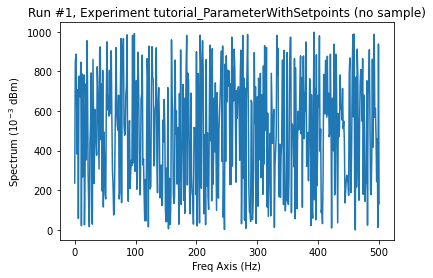 Run #1, Experiment tutorial_ParameterWithSetpoints (no sample)
1000
800
600
400
200
0
Spectrum (10⁻³ dBm)
0 100 200 300 400 500
Freq Axis (Hz)